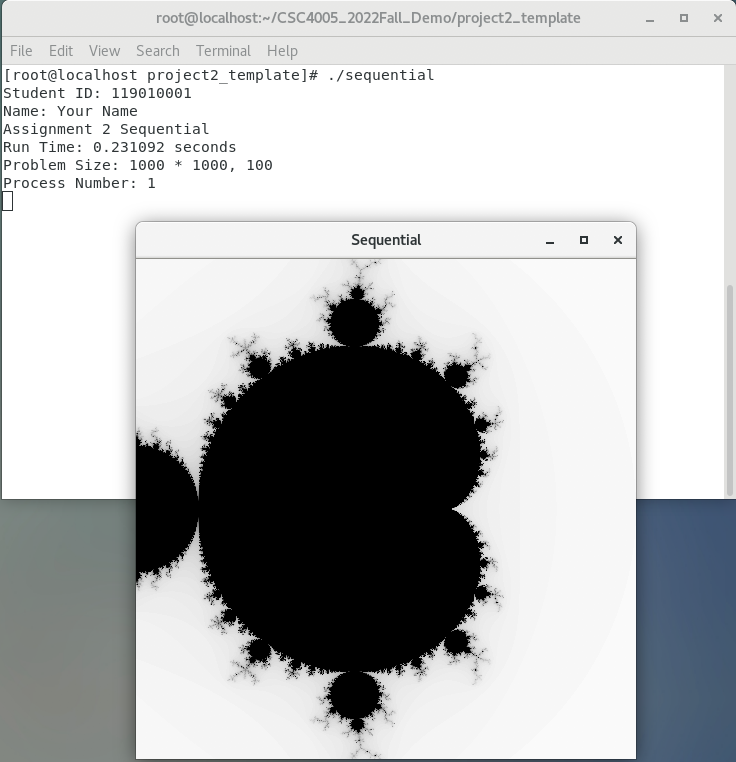 root@localhost:~/CSC4005_2022Fall_Demo/project2_template
File Edit View Search Terminal Help
[root@localhost project2_template]# ./sequential
Student ID: 119010001
Name: Your Name
Assignment 2 Sequential
Run Time: 0.231092 seconds
Problem Size: 1000 * 1000, 100
Process Number: 1
Sequential